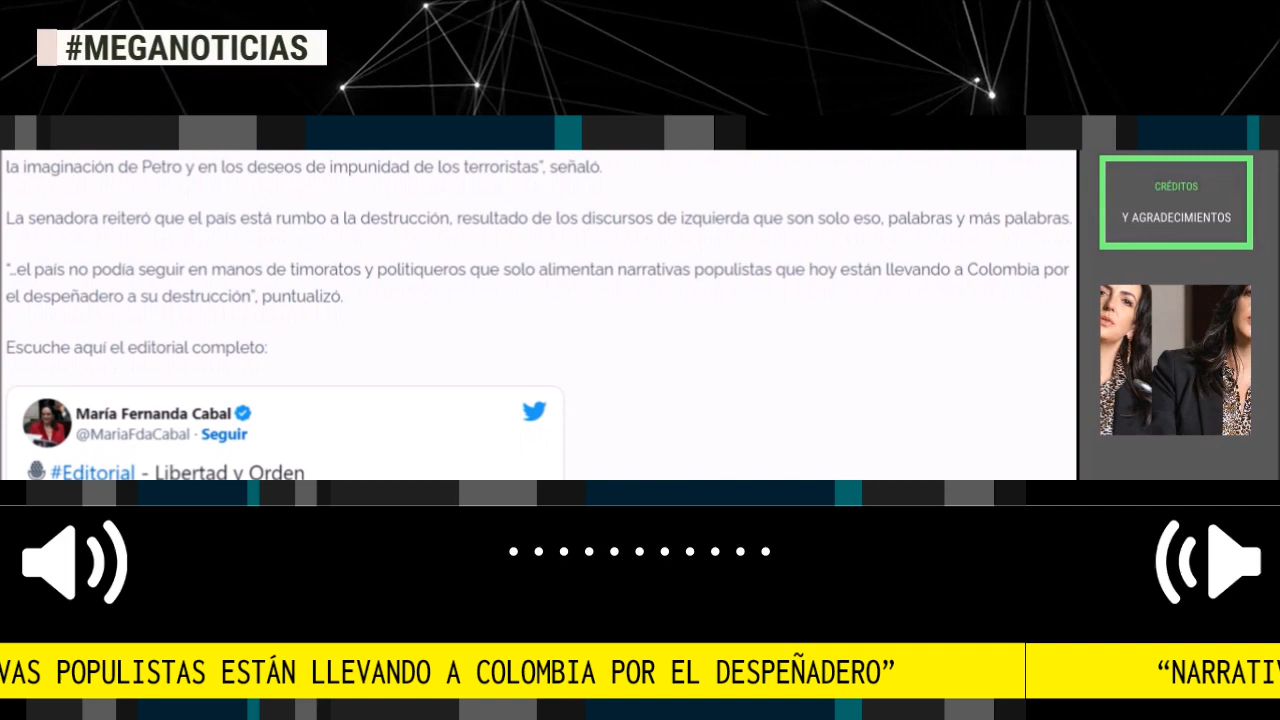 #MEGANOTICIAS
la imaginación de Petro y en los deseos de impunidad de los terroristas”, señaló.
La senadora reiteró que el país está rumbo a la destrucción, resultado de los discursos de izquierda que son solo eso, palabras y más palabras.
“…el país no podía seguir en manos de timoratos y politiqueros que solo alimentan narrativas populistas que hoy están llevando a Colombia por
el despeñadero a su destrucción”, puntualizó.
Escuche aquí el editorial completo:
María Fernanda Cabal
@MariaFdaCabal · Seguir
#Editorial - Libertad y Orden
CRÉDITOS
Y AGRADECIMIENTOS
VAS POPULISTAS ESTÁN LLEVANDO A COLOMBIA POR EL DESPEÑADERO” “NARRATIV